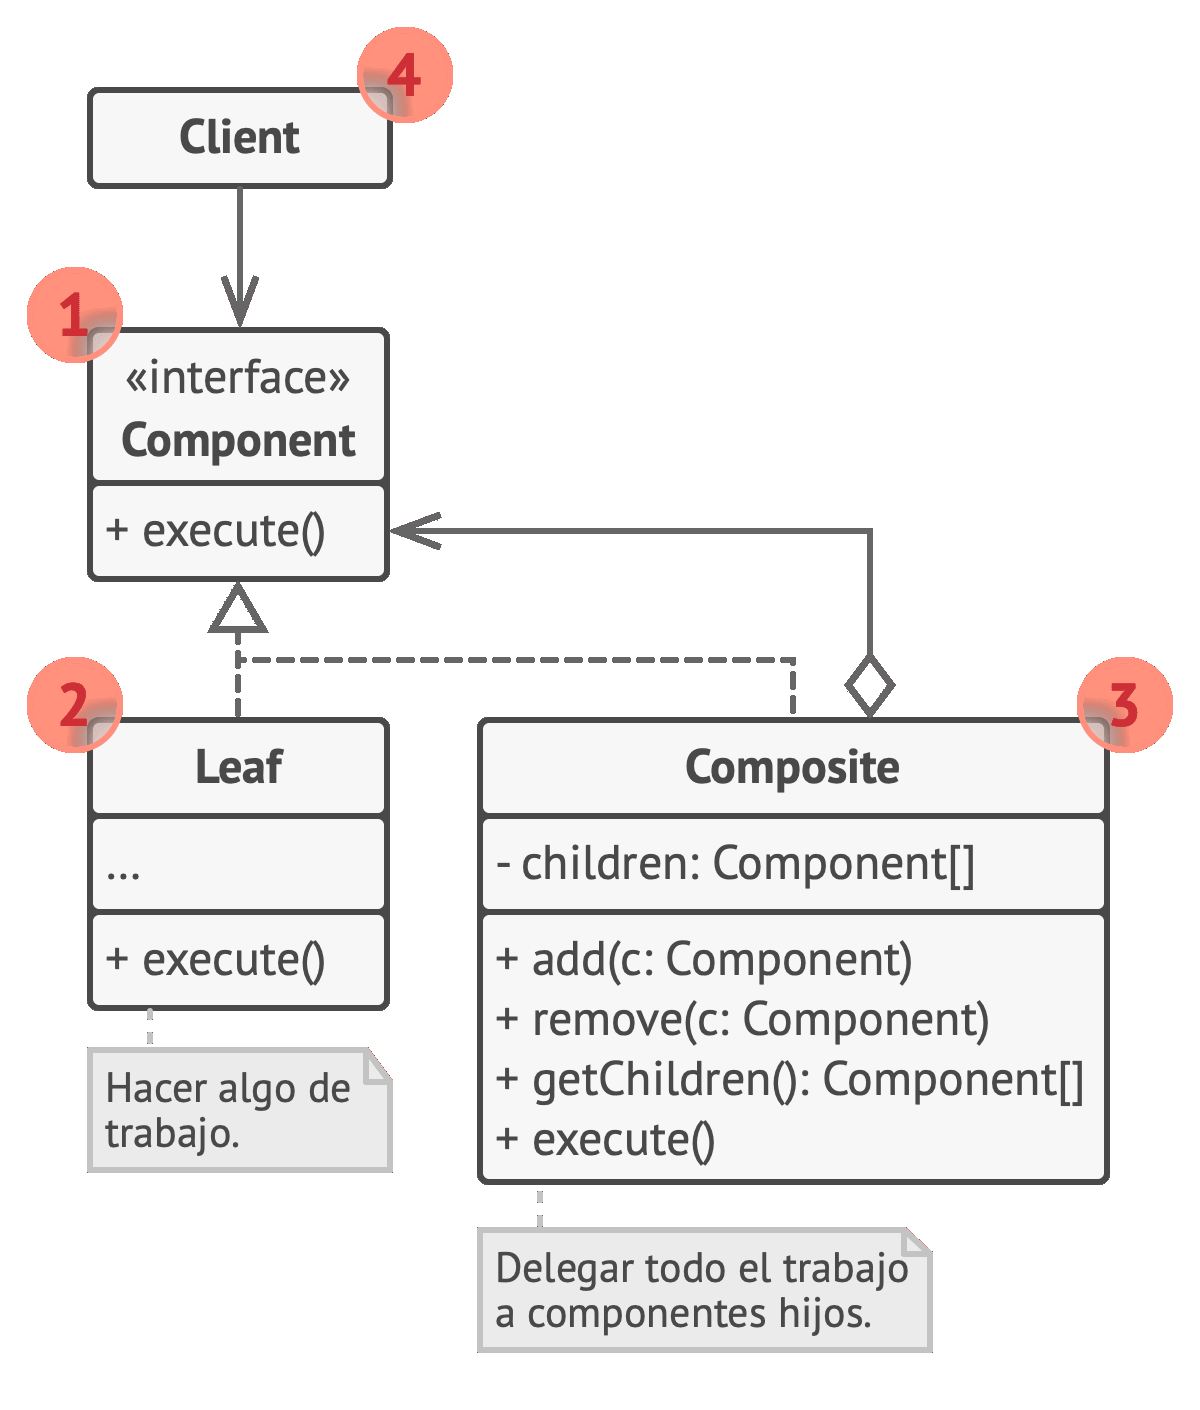 4
Client
1
«interface»
Component
+ execute()
2
Leaf
...
+ execute()
Hacer algo de
trabajo.
3
Composite
- children: Component[]
+ add(c: Component)
+ remove(c: Component)
+ getChildren(): Component[]
+ execute()
Delegar todo el trabajo
a componentes hijos.